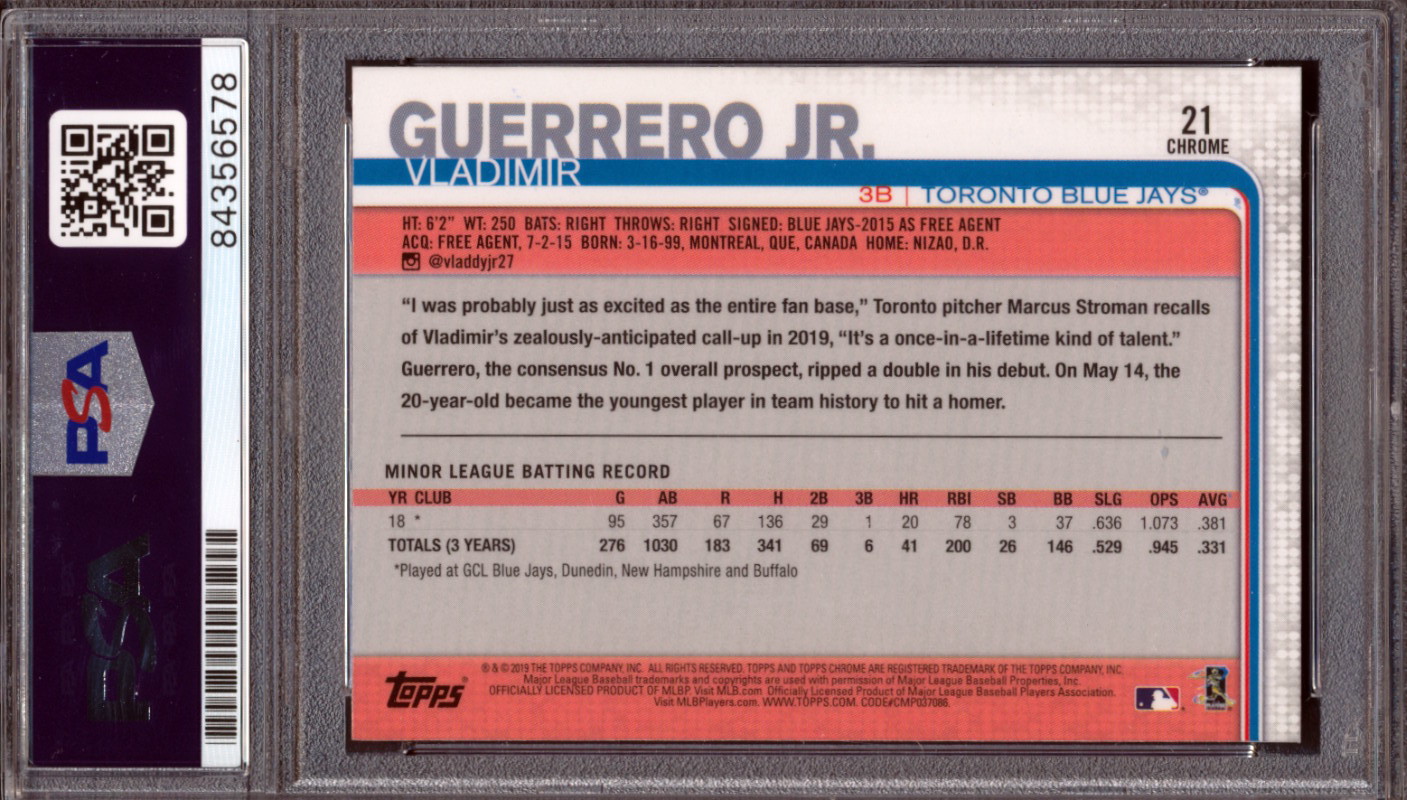 84356578
PSA
GUERRERO JR.
21
CHROME
VLADIMIR
3B | TORONTO BLUE JAYS®
HT: 6'2" WT: 250 BATS: RIGHT THROWS: RIGHT SIGNED: BLUE JAYS-2015 AS FREE AGENT
ACQ: FREE AGENT, 7-2-15 BORN: 3-16-99, MONTREAL, QUE, CANADA HOME: NIZAO, D.R.
@vladdyjr27
“I was probably just as excited as the entire fan base,” Toronto pitcher Marcus Stroman recalls
of Vladimir’s zealously-anticipated call-up in 2019, “It’s a once-in-a-lifetime kind of talent.”
Guerrero, the consensus No. 1 overall prospect, ripped a double in his debut. On May 14, the
20-year-old became the youngest player in team history to hit a homer.
MINOR LEAGUE BATTING RECORD
YR CLUB G AB R H 2B 3B HR RBI SB BB SLG OPS AVG
18 * 95 357 67 136 29 1 20 78 3 37 .636 1.073 .381
TOTALS (3 YEARS) 276 1030 183 341 69 6 41 200 26 146 .529 .945 .331
*Played at GCL Blue Jays, Dunedin, New Hampshire and Buffalo
topps®
® & © 2019 THE TOPPS COMPANY, INC. ALL RIGHTS RESERVED. TOPPS AND TOPPS CHROME ARE REGISTERED TRADEMARK OF THE TOPPS COMPANY, INC.
Major League Baseball trademarks and copyrights are used with permission of Major League Baseball Properties, Inc.
OFFICIALLY LICENSED PRODUCT OF MLBP. Visit MLB.com. Officially Licensed Product of Major League Baseball Players Association.
Visit MLBPlayers.com. WWW.TOPPS.COM. CODE#CMP037086.